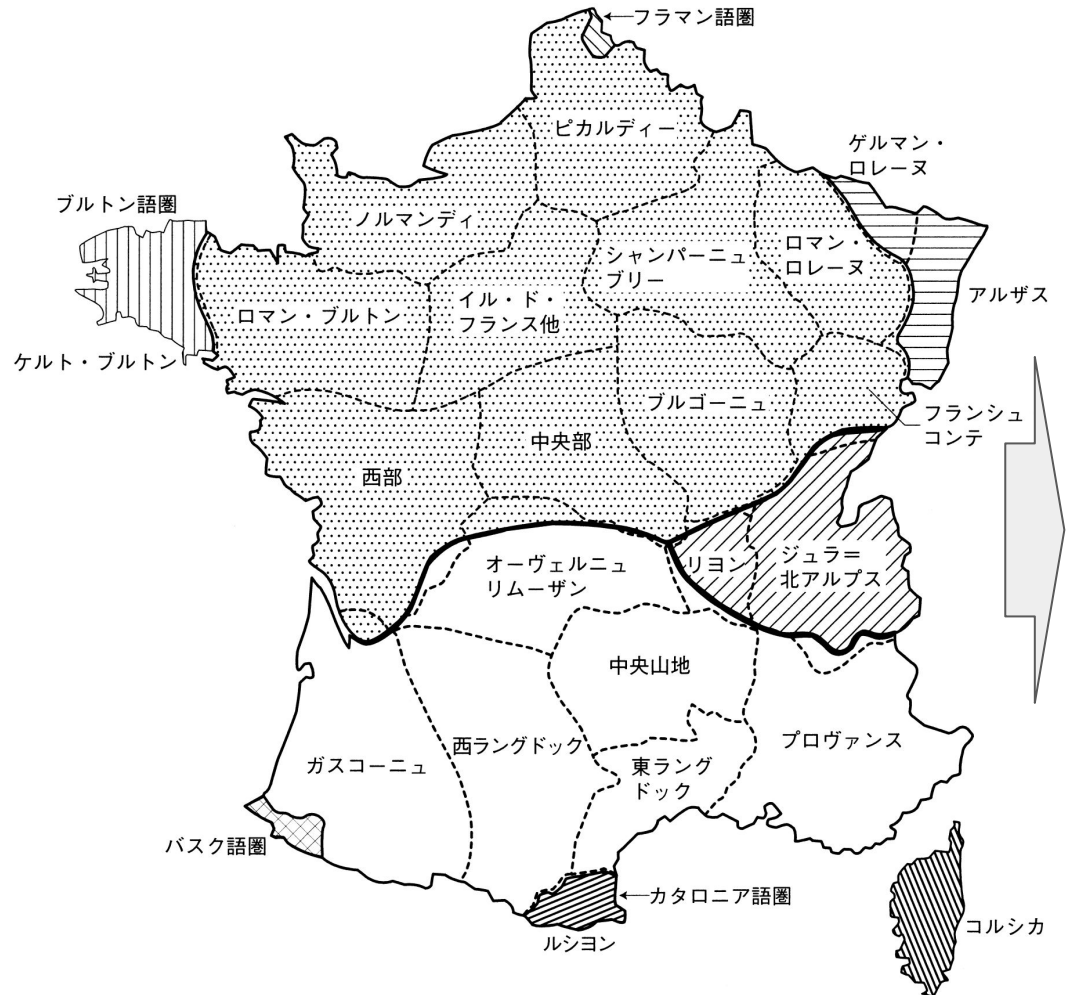 フラマン語圏
ピカルディー
ゲルマン・
ロレーヌ
ブルトン語圏
ノルマンディ
シャンパーニュ
ブリー
ロマン・
ロレーヌ
アルザス
イル・ド・
フランス他
ロマン・ブルトン
ケルト・ブルトン
ブルゴーニュ
フランシュ
コンテ
中央部
西部
オーヴェルニュ
リムーザン
リヨン
ジュラ=
北アルプス
中央山地
プロヴァンス
西ラングドック
ガスコーニュ
東ラング
ドック
バスク語圏
カタロニア語圏
ルシヨン
コルシカ